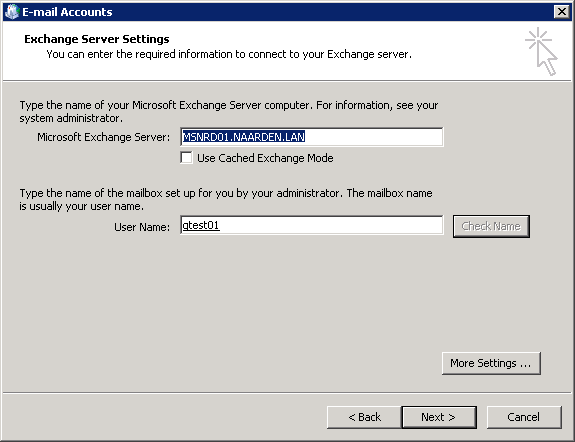 E-mail Accounts
Exchange Server Settings
You can enter the required information to connect to your Exchange server.
Type the name of your Microsoft Exchange Server computer. For information, see your
system administrator.
Microsoft Exchange Server: MSNRD01.NAARDEN.LAN
Use Cached Exchange Mode
Type the name of the mailbox set up for you by your administrator. The mailbox name
is usually your user name.
User Name: gtest01 Check Name
More Settings ...
< Back Next > Cancel